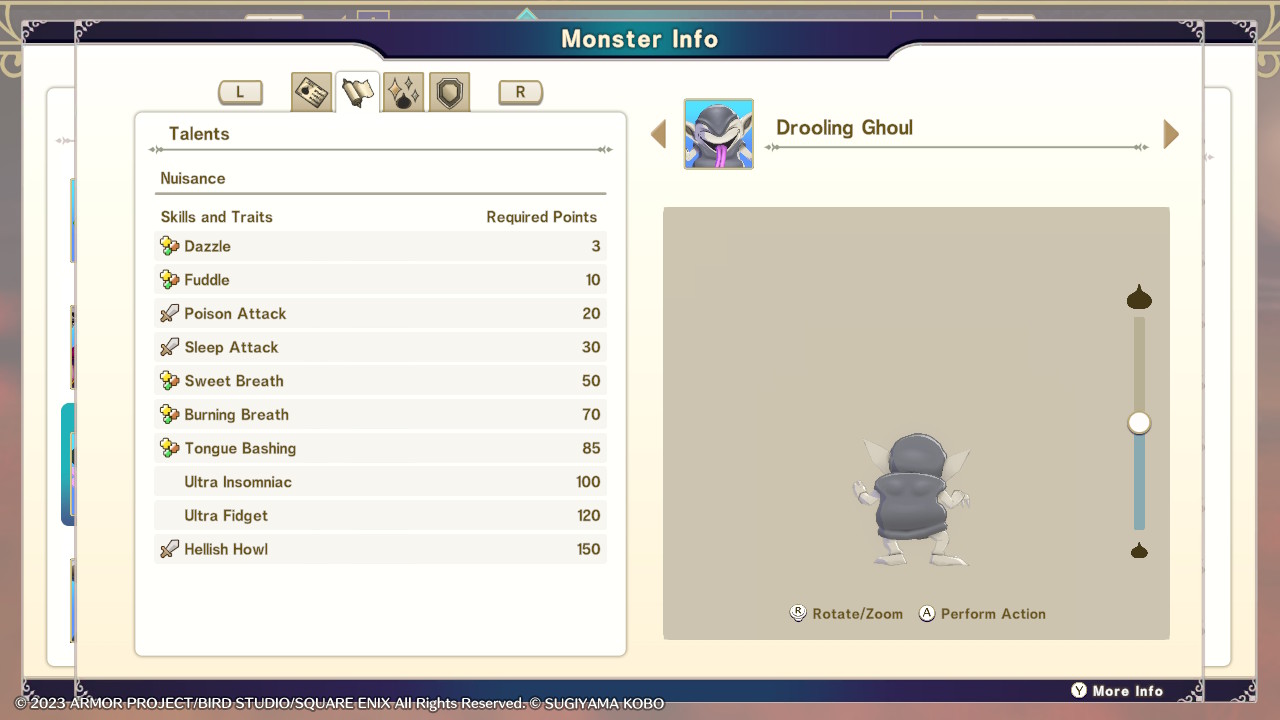 Monster Info
L
R
Talents
Nuisance
Skills and Traits Required Points
Dazzle 3
Fuddle 10
Poison Attack 20
Sleep Attack 30
Sweet Breath 50
Burning Breath 70
Tongue Bashing 85
Ultra Insomniac 100
Ultra Fidget 120
Hellish Howl 150
Drooling Ghoul
R Rotate/Zoom A Perform Action
Y More Info
© 2023 ARMOR PROJECT/BIRD STUDIO/SQUARE ENIX All Rights Reserved. © SUGIYAMA KOBO